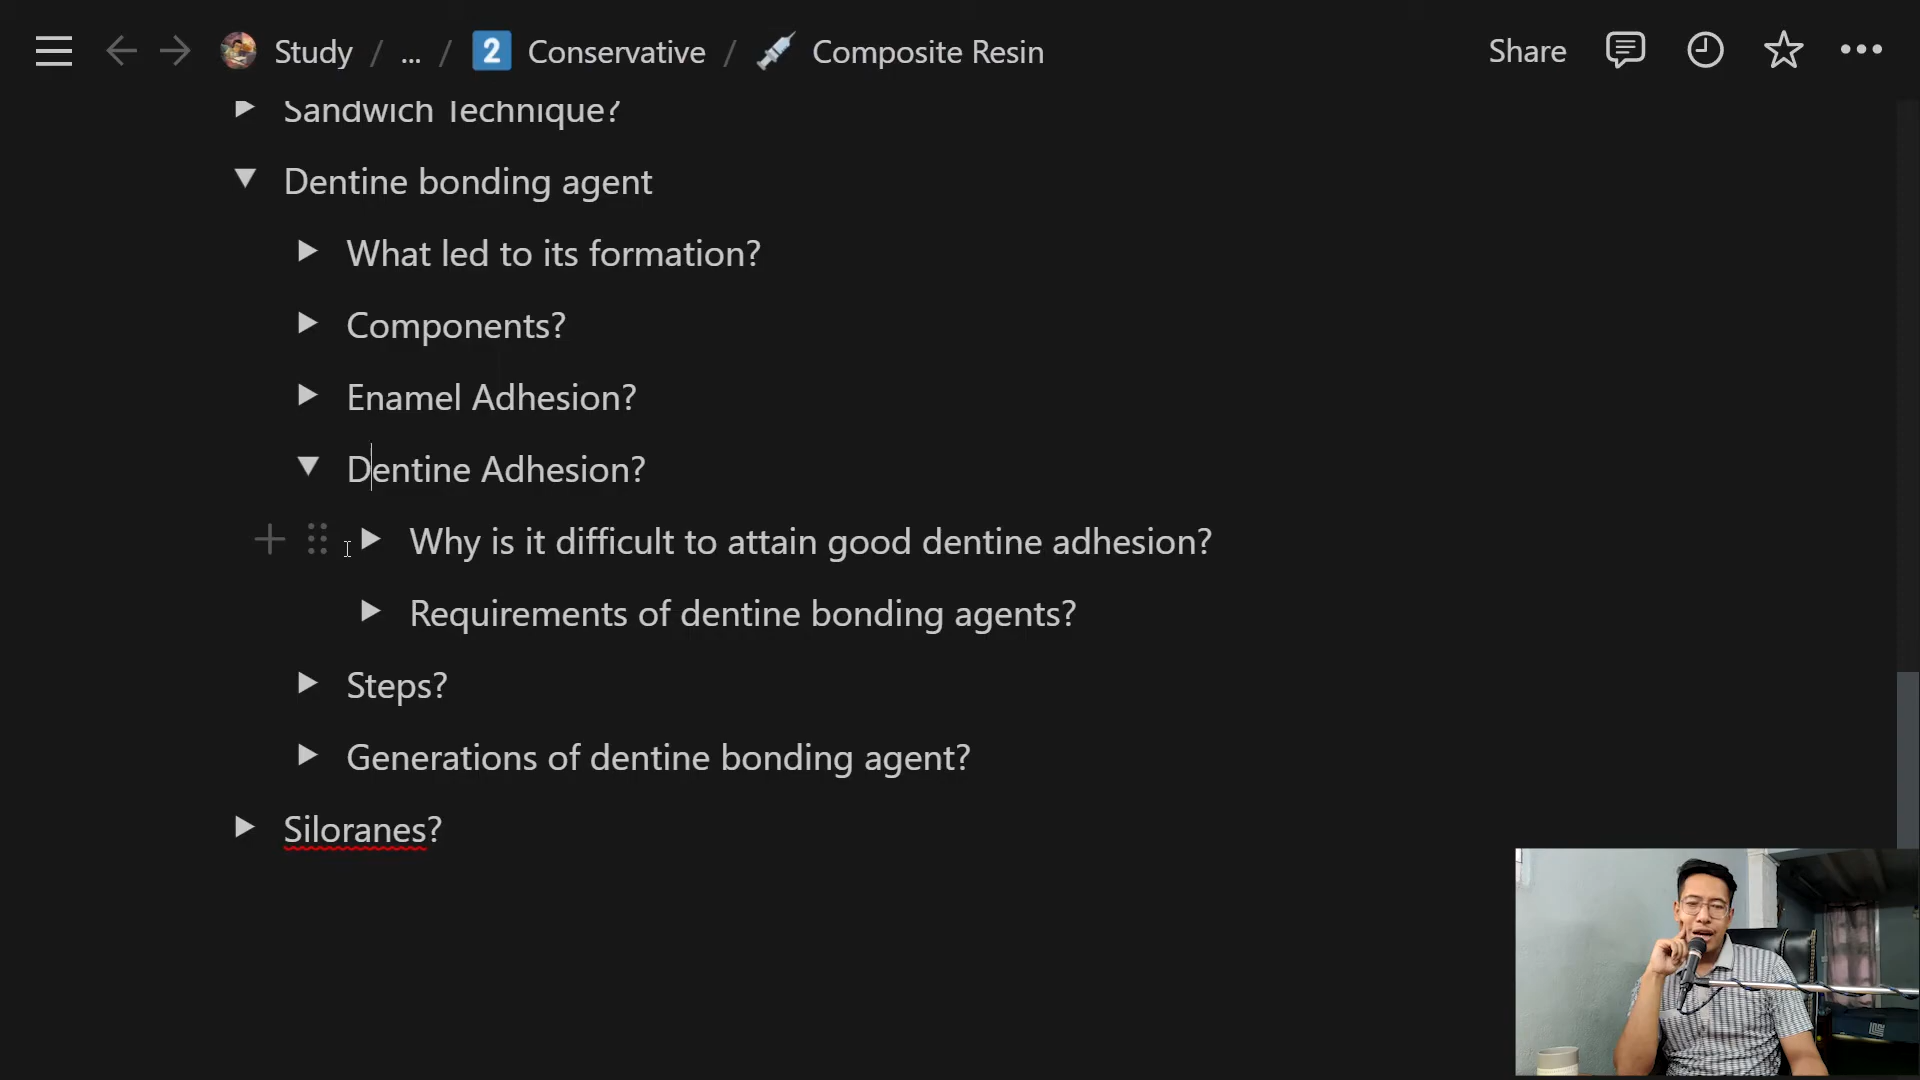 Study / ... / 2 Conservative / Composite Resin
Share
Sandwich Technique?
Dentine bonding agent
What led to its formation?
Components?
Enamel Adhesion?
Dentine Adhesion?
Why is it difficult to attain good dentine adhesion?
Requirements of dentine bonding agents?
Steps?
Generations of dentine bonding agent?
Siloranes?